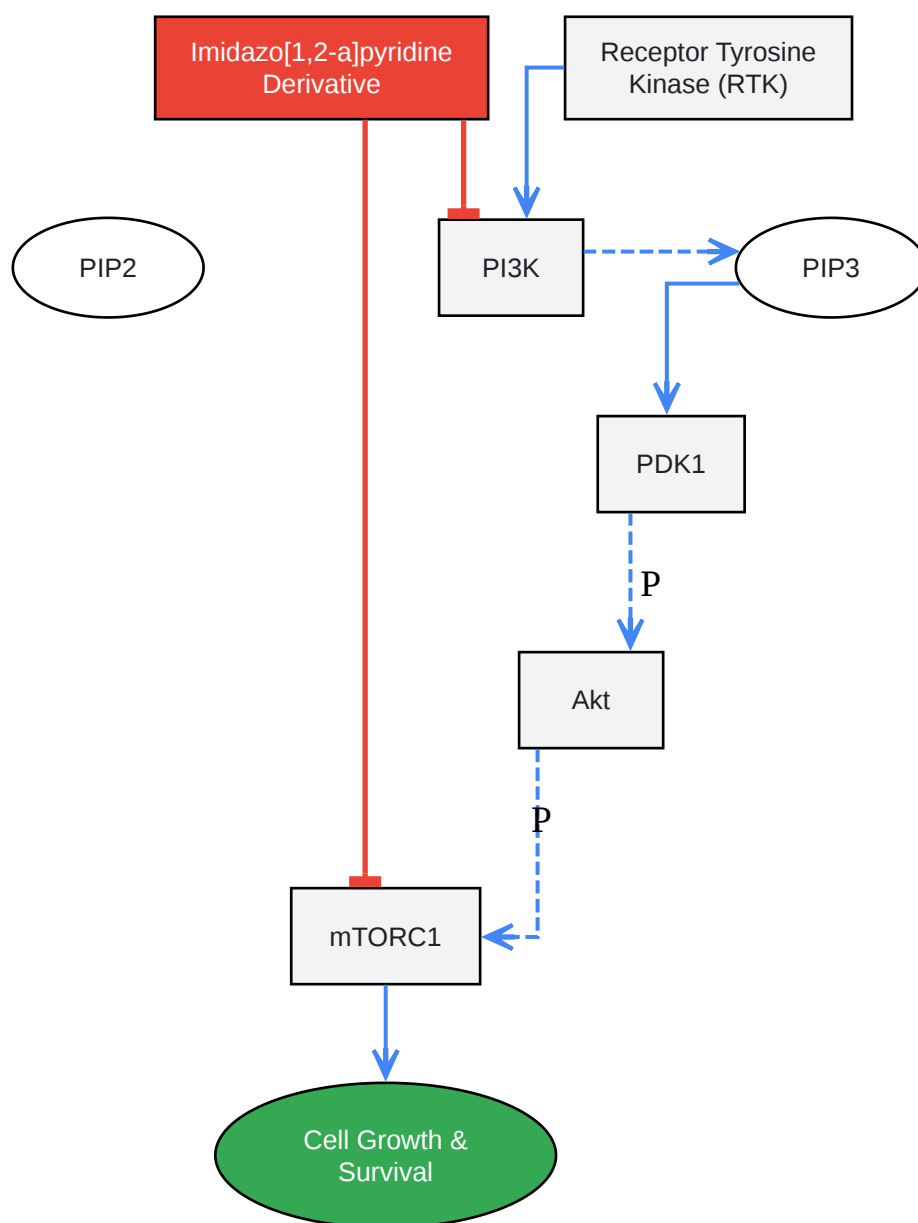 Imidazo[1,2-a]pyridine
Derivative
Receptor Tyrosine
Kinase (RTK)
PIP2
PI3K
PIP3
PDK1
P
Akt
P
mTORC1
Cell Growth &
Survival